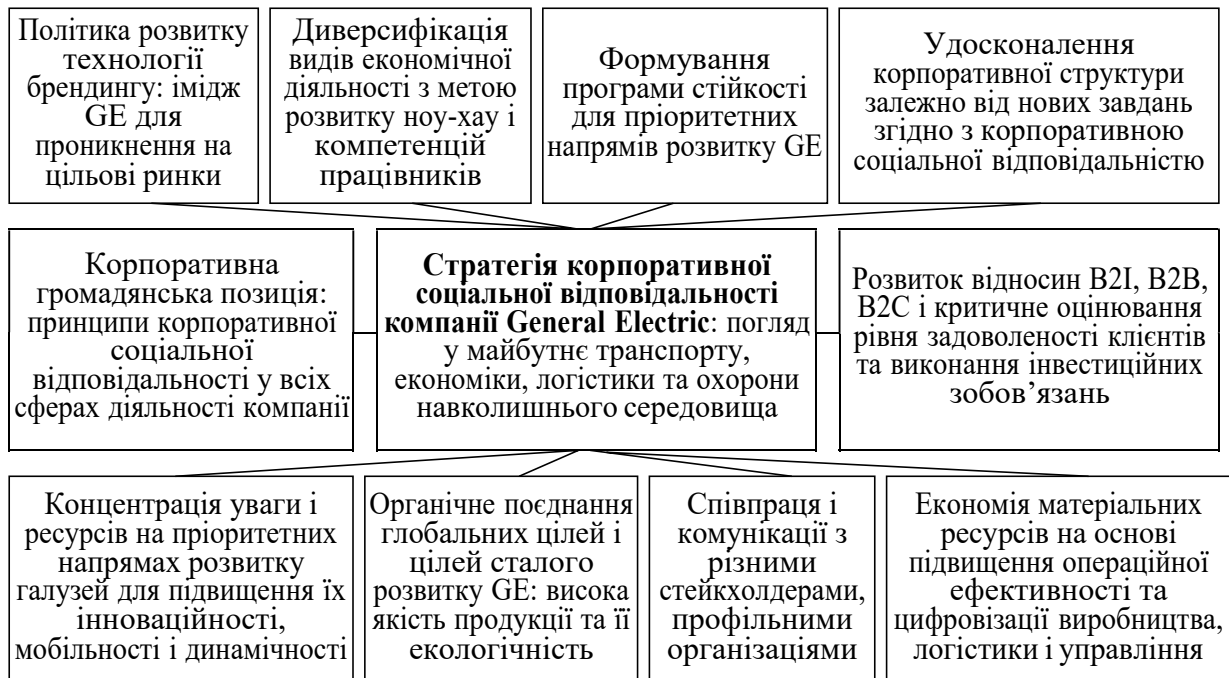 Політика розвитку
технології
брендингу: імідж
GE для
проникнення на
цільові ринки
Диверсифікація
видів економічної
діяльності з метою
розвитку ноу-хау і
компетенцій
працівників
Формування
програми стійкості
для пріоритетних
напрямів розвитку GE
Удосконалення
корпоративної структури
залежно від нових завдань
згідно з корпоративною
соціальної відповідальністю
Корпоративна
громадянська позиція:
принципи корпоративної
соціальної
відповідальності у всіх
сферах діяльності компанії
Стратегія корпоративної
соціальної відповідальності
компанії General Electric: погляд
у майбутнє транспорту,
економіки, логістики та охорони
навколишнього середовища
Розвиток відносин B2I, B2B,
B2C і критичне оцінювання
рівня задоволеності клієнтів
та виконання інвестиційних
зобов’язань
Концентрація уваги і
ресурсів на пріоритетних
напрямах розвитку
галузей для підвищення їх
інноваційності,
мобільності і динамічності
Органічне поєднання
глобальних цілей і
цілей сталого
розвитку GE: висока
якість продукції та її
екологічність
Співпраця і
комунікації з
різними
стейкхолдерами,
профільними
організаціями
Економія матеріальних
ресурсів на основі
підвищення операційної
ефективності та
цифровізації виробництва,
логістики і управління